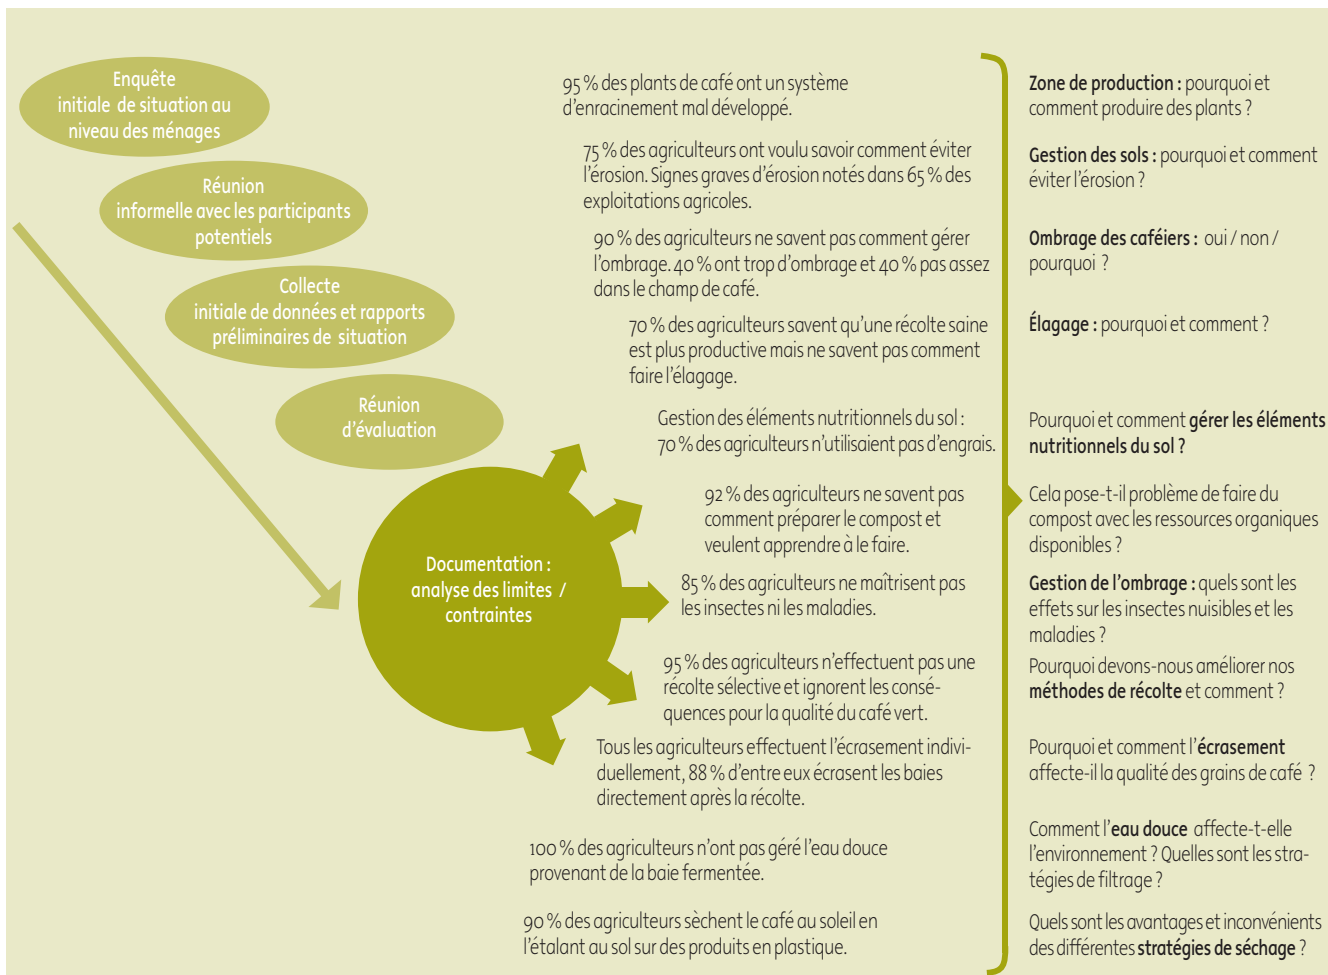 Enquête
initiale de situation au
niveau des ménages
Réunion
informelle avec les participants
potentiels
Collecte
initiale de données et rapports
préliminaires de situation
Réunion
d'évaluation
Documentation :
analyse des limites /
contraintes
95 % des plants de café ont un système
d'enracinement mal développé.
75 % des agriculteurs ont voulu savoir comment éviter
l'érosion. Signes graves d'érosion notés dans 65 % des
exploitations agricoles.
90 % des agriculteurs ne savent pas comment gérer
l'ombrage. 40 % ont trop d'ombrage et 40 % pas assez
dans le champ de café.
70 % des agriculteurs savent qu'une récolte saine
est plus productive mais ne savent pas comment
faire l'élagage.
Gestion des éléments nutritionnels du sol :
70 % des agriculteurs n'utilisaient pas d'engrais.
92 % des agriculteurs ne savent pas
comment préparer le compost et
veulent apprendre à le faire.
85 % des agriculteurs ne maîtrisent pas
les insectes ni les maladies.
95 % des agriculteurs n'effectuent pas une
récolte sélective et ignorent les consé-
quences pour la qualité du café vert.
Tous les agriculteurs effectuent l'écrasement indivi-
duellement, 88 % d'entre eux écrasent les baies
directement après la récolte.
100 % des agriculteurs n'ont pas géré l'eau douce
provenant de la baie fermentée.
90 % des agriculteurs sèchent le café au soleil en
l'étalant au sol sur des produits en plastique.
Zone de production : pourquoi et
comment produire des plants ?
Gestion des sols : pourquoi et comment
éviter l'érosion ?
Ombrage des caféiers : oui / non /
pourquoi ?
Élagage : pourquoi et comment ?
Pourquoi et comment gérer les éléments
nutritionnels du sol ?
Cela pose-t-il problème de faire du
compost avec les ressources organiques
disponibles ?
Gestion de l'ombrage : quels sont les
effets sur les insectes nuisibles et les
maladies ?
Pourquoi devons-nous améliorer nos
méthodes de récolte et comment ?
Pourquoi et comment l'écrasement
affecte-il la qualité des grains de café ?
Comment l'eau douce affecte-t-elle
l'environnement ? Quelles sont les stra-
tégies de filtrage ?
Quels sont les avantages et inconvénients
des différentes stratégies de séchage ?